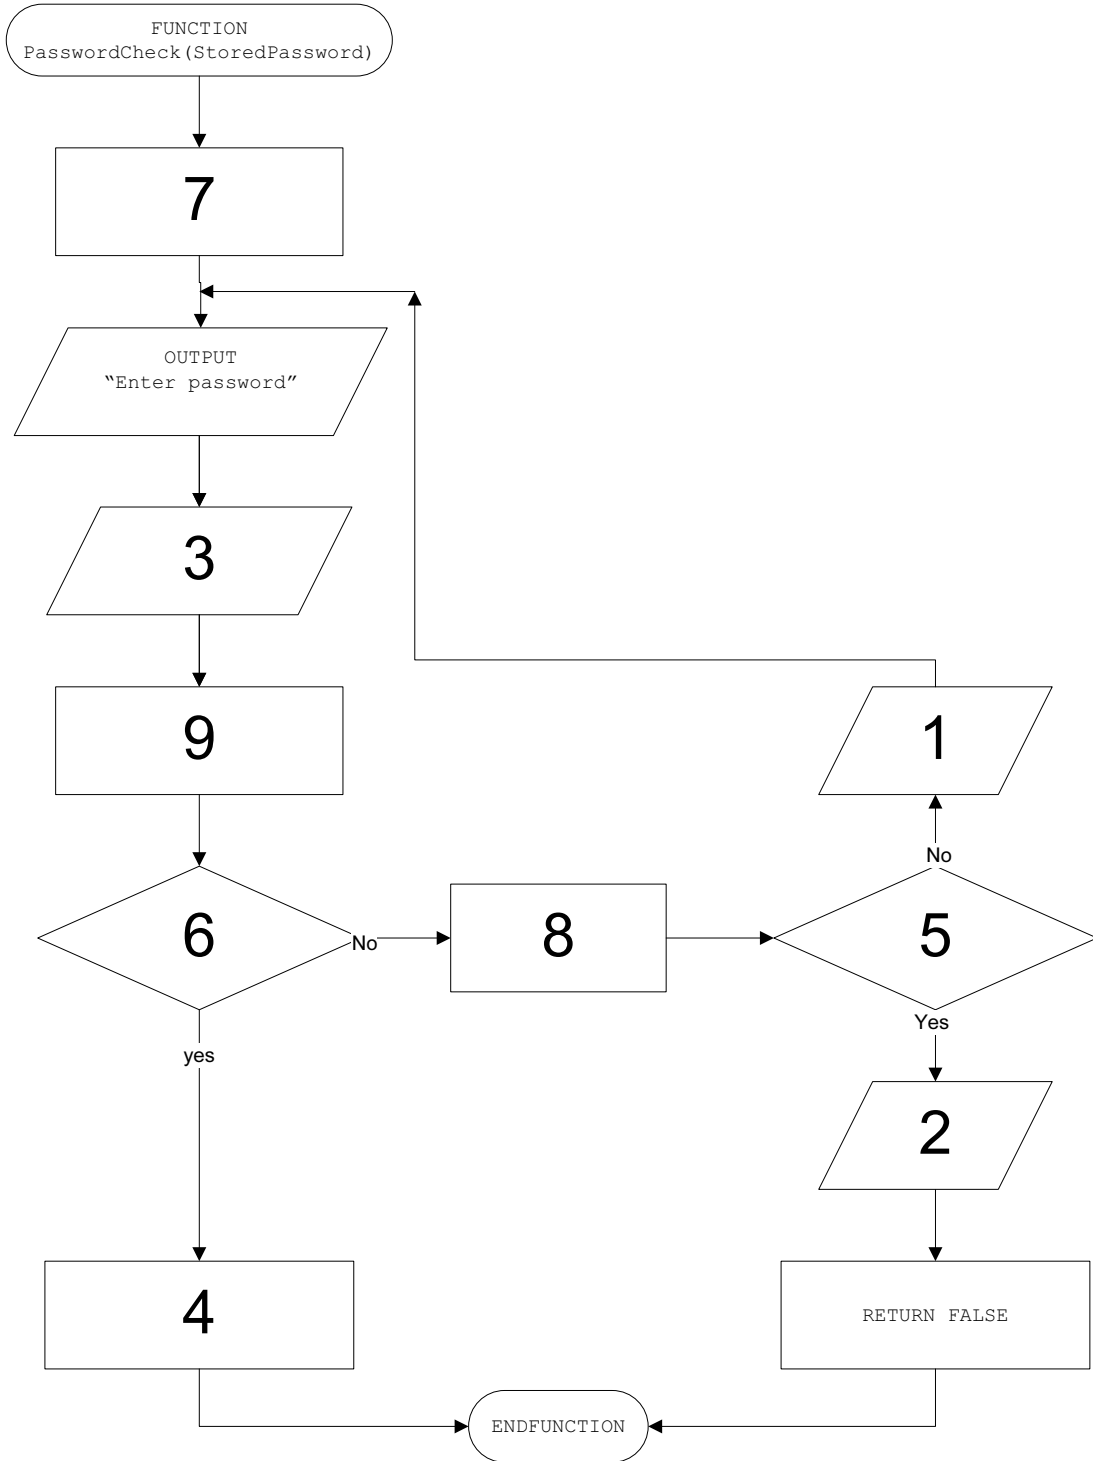 FUNCTION
PasswordCheck(StoredPassword)
7
OUTPUT
“Enter password”
3
9
1
No
6
No
8
5
yes
Yes
2
4
RETURN FALSE
ENDFUNCTION